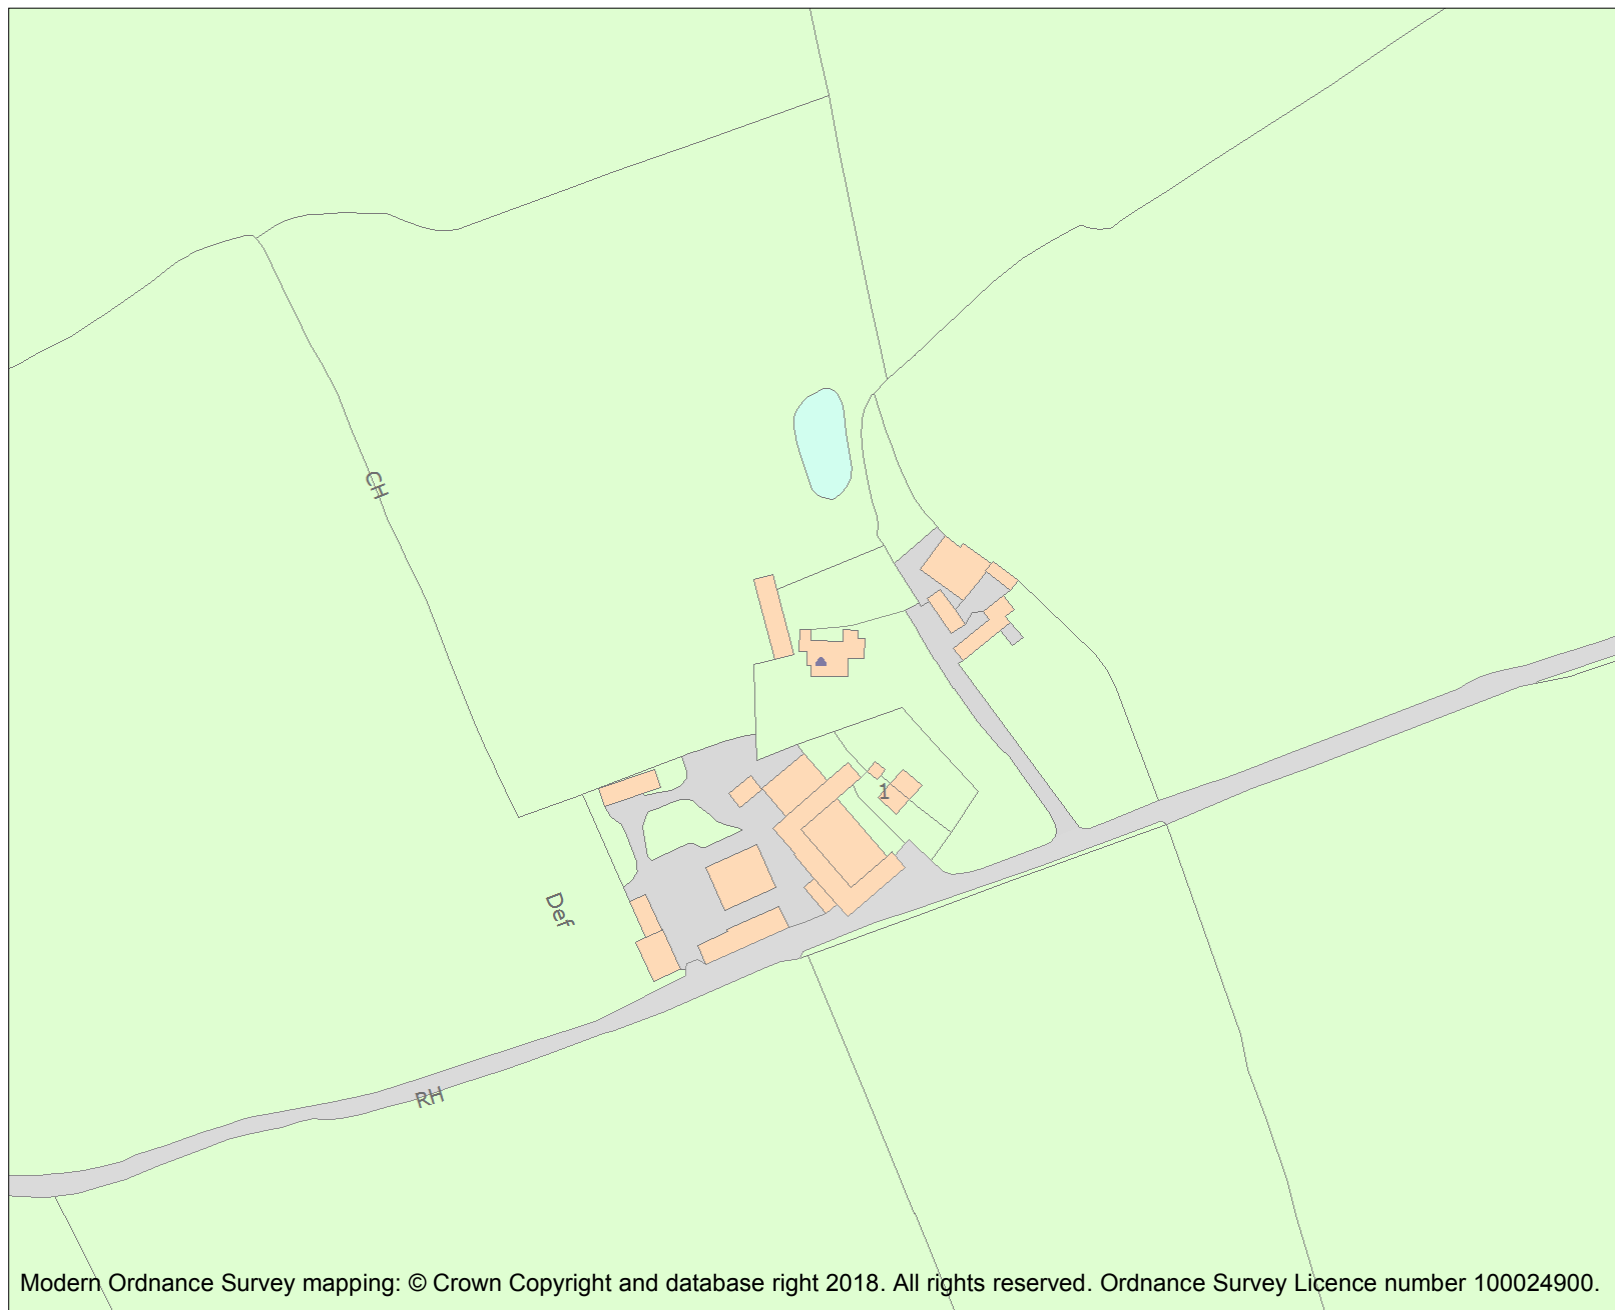 CH
1
Def
RH
Modern Ordnance Survey mapping: © Crown Copyright and database right 2018. All rights reserved. Ordnance Survey Licence number 100024900.